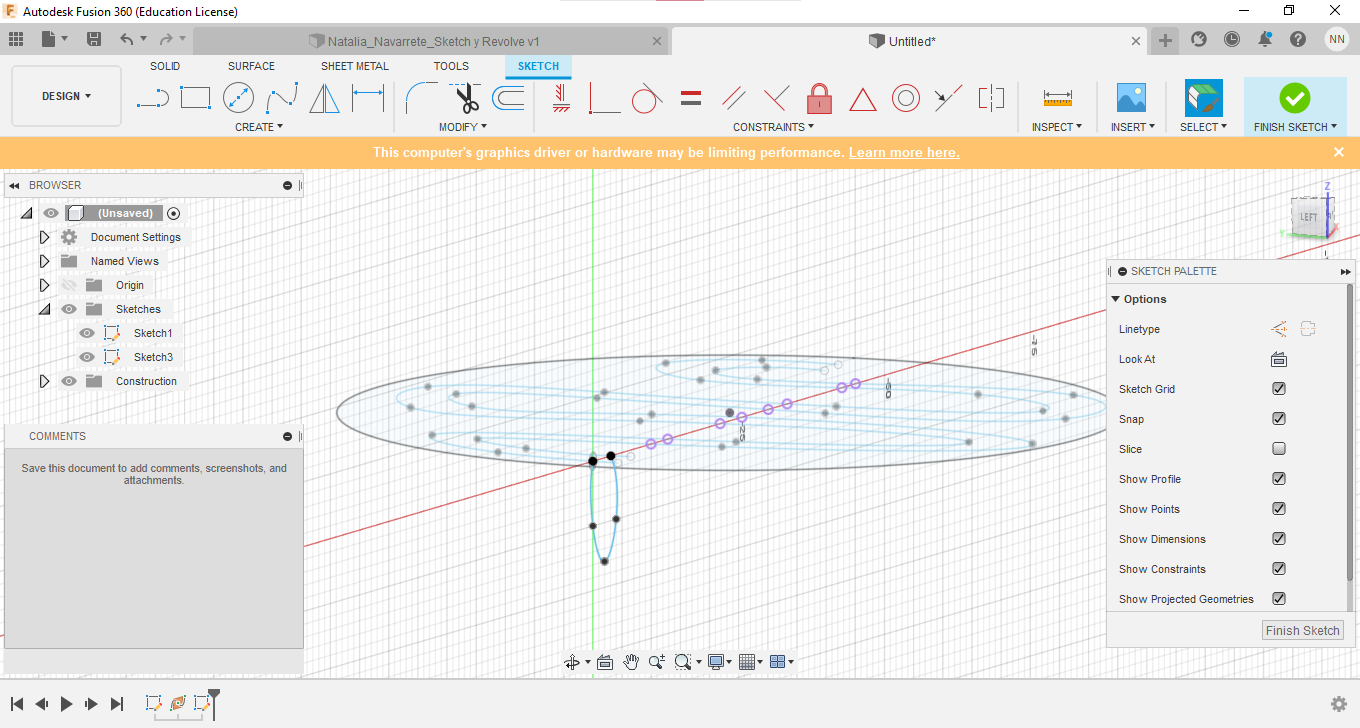 Autodesk Fusion 360 (Education License)
Natalia_Navarrete_Sketch y Revolve v1
Untitled*
NN
DESIGN
SOLID
SURFACE
SHEET METAL
TOOLS
SKETCH
CREATE
MODIFY
CONSTRAINTS
INSPECT
INSERT
SELECT
FINISH SKETCH
This computer's graphics driver or hardware may be limiting performance. Learn more here.
BROWSER
(Unsaved)
Document Settings
Named Views
Origin
Sketches
Sketch1
Sketch3
Construction
COMMENTS
Save this document to add comments, screenshots, and
attachments.
Z
LEFT
Y
X
-75
-50
-25
SKETCH PALETTE
Options
Linetype
Look At
Sketch Grid
Snap
Slice
Show Profile
Show Points
Show Dimensions
Show Constraints
Show Projected Geometries
Finish Sketch